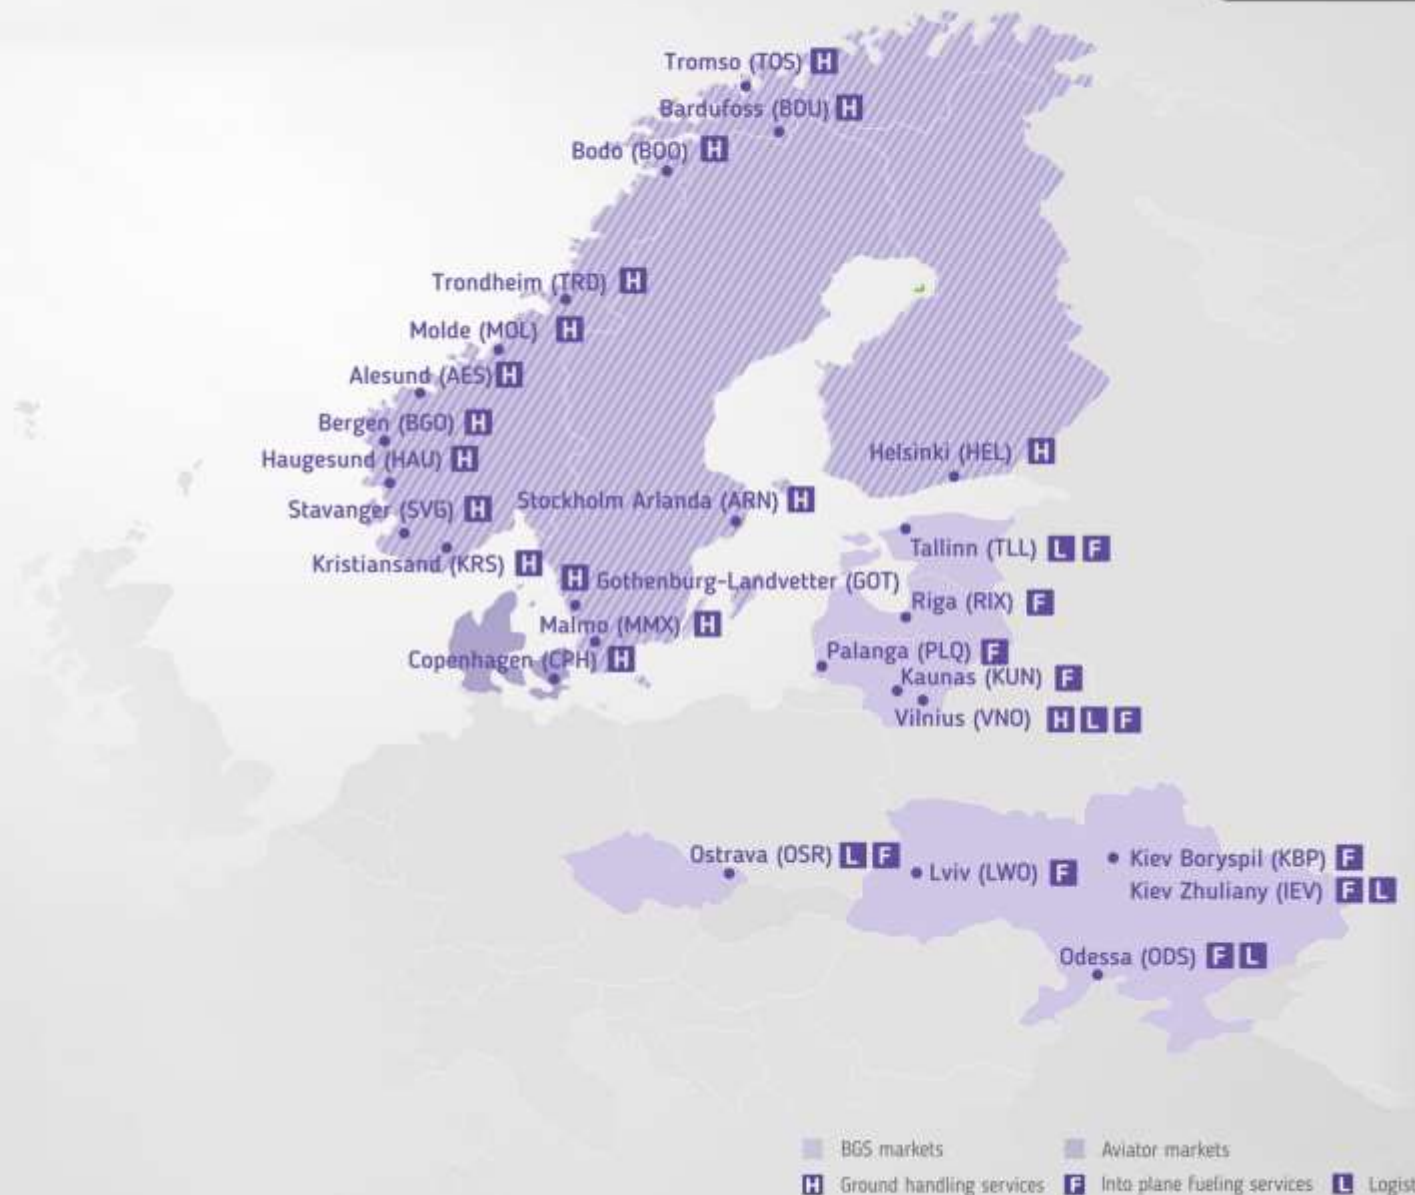 Tromso (TOS) H
Bardufoss (BDU) H
Bodo (BOO) H
Trondheim (TRD) H
Molde (MOL) H
Alesund (AES) H
Bergen (BGO) H
Haugesund (HAU) H
Helsinki (HEL) H
Stavanger (SVG) H
Stockholm Arlanda (ARN) H
Tallinn (TLL) L F
Kristiansand (KRS) H
H Gothenburg-Landvetter (GOT)
Riga (RIX) F
Malmo (MMX) H
Palanga (PLQ) F
Copenhagen (CPH) H
Kaunas (KUN) F
Vilnius (VNO) H L F
Ostrava (OSR) L F
Lviv (LWO) F
Kiev Boryspil (KBP) F
Kiev Zhuliany (IEV) F L
Odessa (ODS) F L
BGS markets
Aviator markets
H Ground handling services F Into plane fueling services L Logist